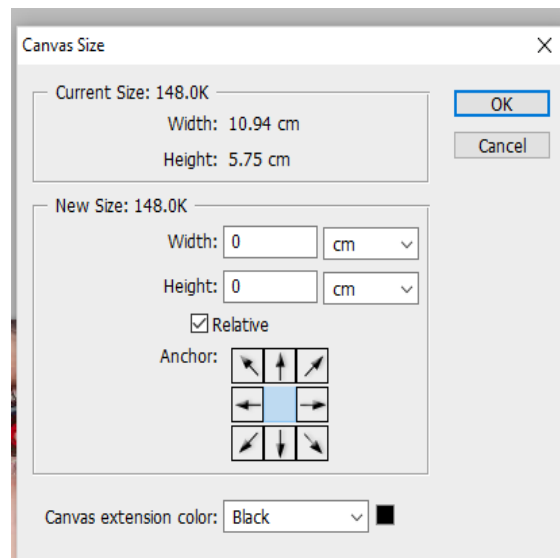 Canvas Size
Current Size: 148.0K
OK
Width: 10.94 cm
Cancel
Height: 5.75 cm
New Size: 148.0K
Width: 0 cm
Height: 0 cm
Relative
Anchor:
Canvas extension color: Black